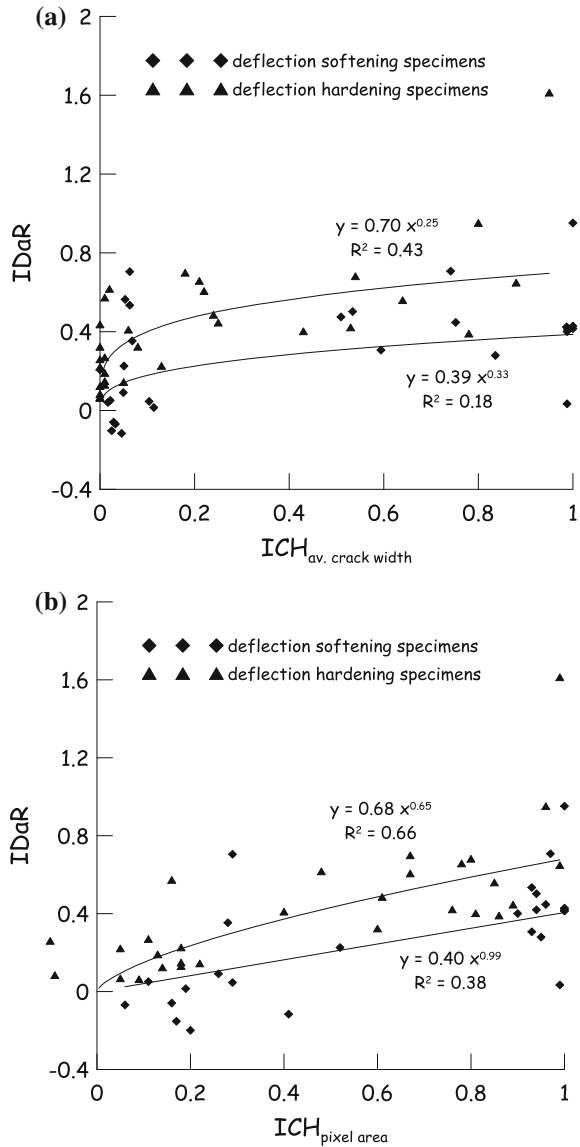 (a)
2
deflection softening specimens
deflection hardening specimens
1.6
1.2
IDaR
0.8
y = 0.70 x^0.25
R² = 0.43
0.4
y = 0.39 x^0.33
R² = 0.18
0
-0.4
0 0.2 0.4 0.6 0.8 1
ICH av. crack width
(b)
2
deflection softening specimens
deflection hardening specimens
1.6
1.2
IDaR
0.8
y = 0.68 x^0.65
R² = 0.66
0.4
y = 0.40 x^0.99
R² = 0.38
0
-0.4
0 0.2 0.4 0.6 0.8 1
ICH pixel area